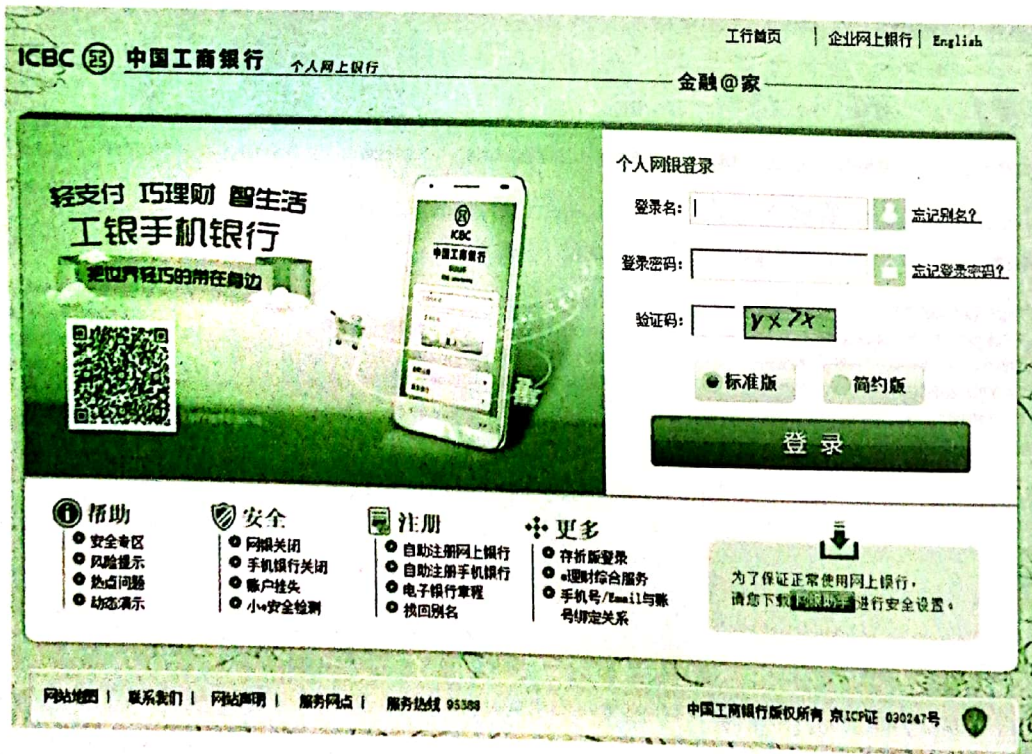 工行首页 | 企业网上银行 | English
ICBC 中国工商银行 个人网上银行
金融@家
轻支付 巧理财 智生活
工银手机银行
把世界轻巧的带在身边
ICBC
中国工商银行
个人网银登录
登录名: 忘记别名?
登录密码: 忘记登录密码?
验证码: yx7x
标准版 简约版
登 录
帮助
安全专区
风险提示
热点问题
动态演示
安全
网银关闭
手机银行关闭
账户挂失
小e安全检测
注册
自助注册网上银行
自助注册手机银行
电子银行章程
找回别名
更多
存折版登录
e理财综合服务
手机号/Email与账
号绑定关系
为了保证正常使用网上银行,
请您下载网银助手进行安全设置。
网站地图 | 联系我们 | 网站声明 | 服务网点 | 服务热线 95588
中国工商银行版权所有 京ICP证 030247号